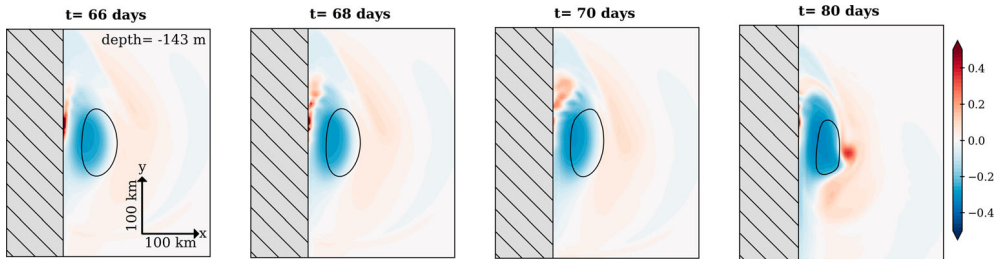 t= 66 days
t= 68 days
t= 70 days
t= 80 days
depth= -143 m
y
100 km
100 km
x
0.4
0.2
0.0
−0.2
−0.4